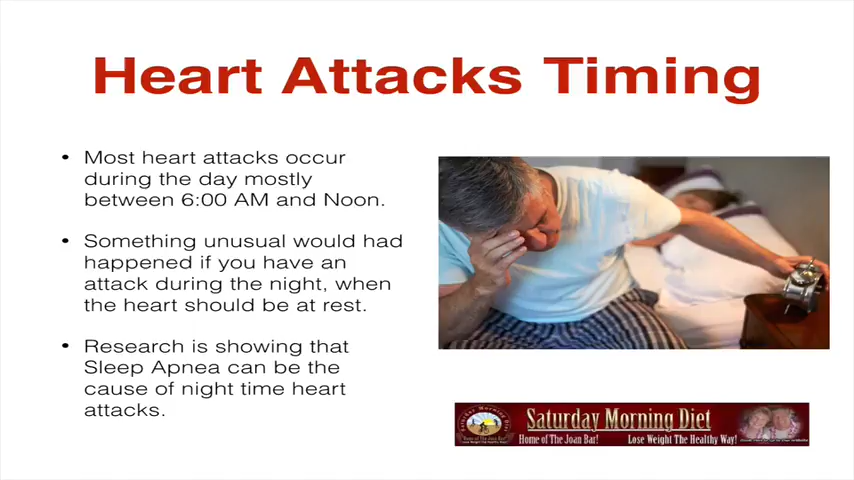 Heart Attacks Timing
• Most heart attacks occur
during the day mostly
between 6:00 AM and Noon.
• Something unusual would had
happened if you have an
attack during the night, when
the heart should be at rest.
• Research is showing that
Sleep Apnea can be the
cause of night time heart
attacks.
Saturday Morning Diet
Home of The Joan Bar! Lose Weight The Healthy Way!